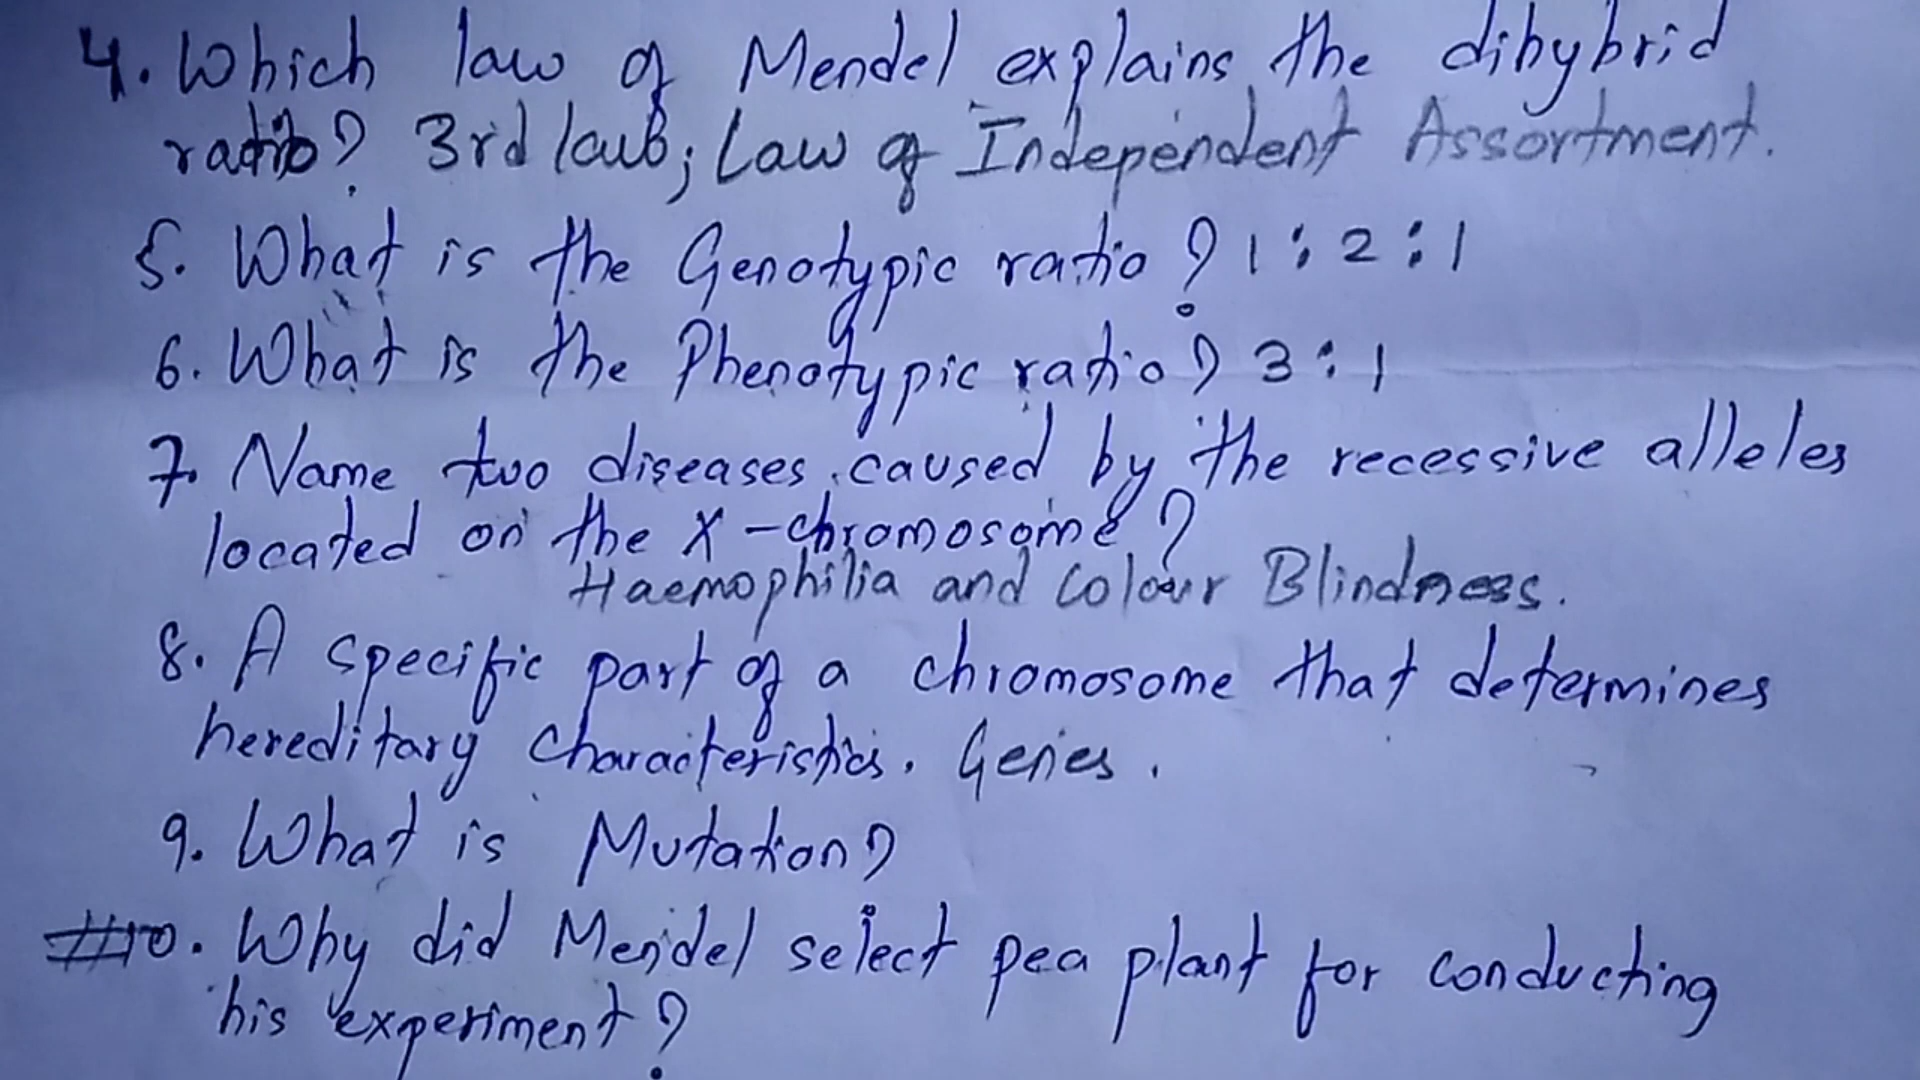 4. Which law of Mendel explains the dihybrid
ratio? 3rd law; Law of Independent Assortment.
5. What is the Genotypic ratio? 1:2:1
6. What is the Phenotypic ratio? 3:1
7. Name two diseases caused by the recessive alleles
located on the X-chromosome?
Haemophilia and Colour Blindness.
8. A specific part of a chromosome that determines
hereditary characteristics. Genes.
9. What is Mutation?
#10. Why did Mendel select pea plant for conducting
his experiment?